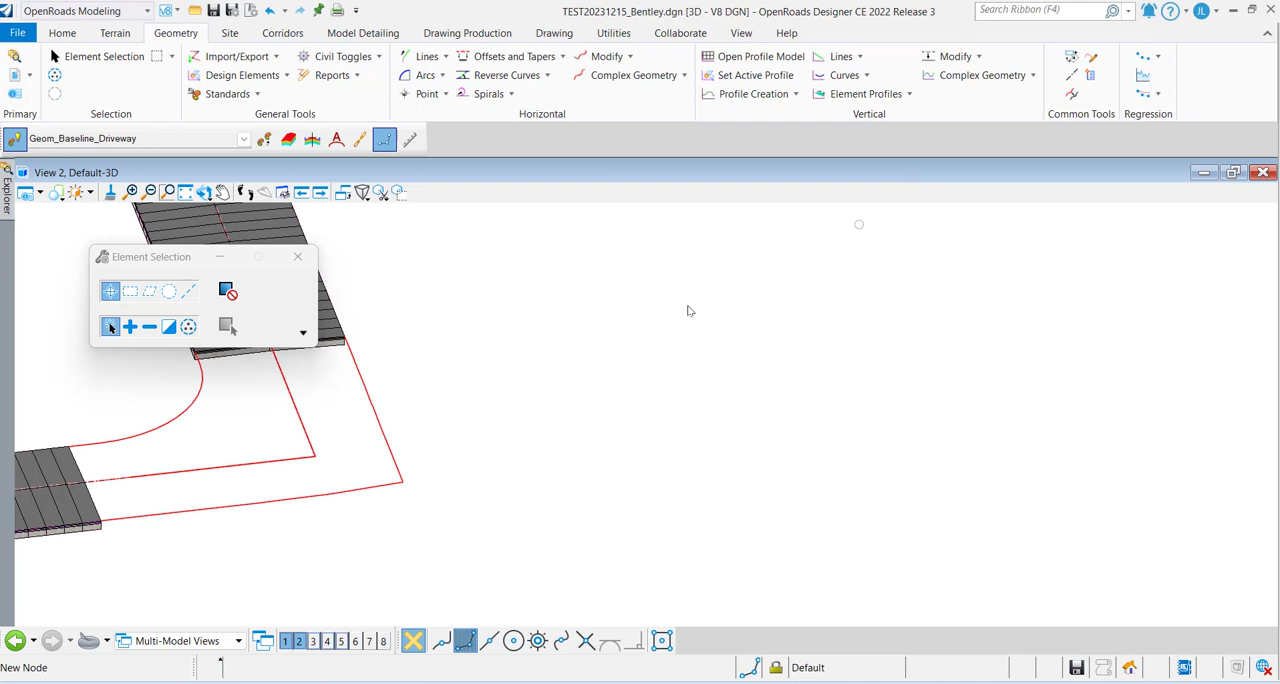 OpenRoads Modeling
TEST20231215_Bentley.dgn [3D - V8 DGN] - OpenRoads Designer CE 2022 Release 3
Search Ribbon (F4)
JL
File Home Terrain Geometry Site Corridors Model Detailing Drawing Production Drawing Utilities Collaborate View Help
Element Selection Import/Export Civil Toggles Lines Offsets and Tapers Modify Open Profile Model Lines Modify
Design Elements Reports Arcs Reverse Curves Complex Geometry Set Active Profile Curves Complex Geometry
Standards Point Spirals Profile Creation Element Profiles
Primary Selection General Tools Horizontal Vertical Common Tools Regression
Geom_Baseline_Driveway
Explorer
View 2, Default-3D
Element Selection
Multi-Model Views 1 2 3 4 5 6 7 8
New Node
Default